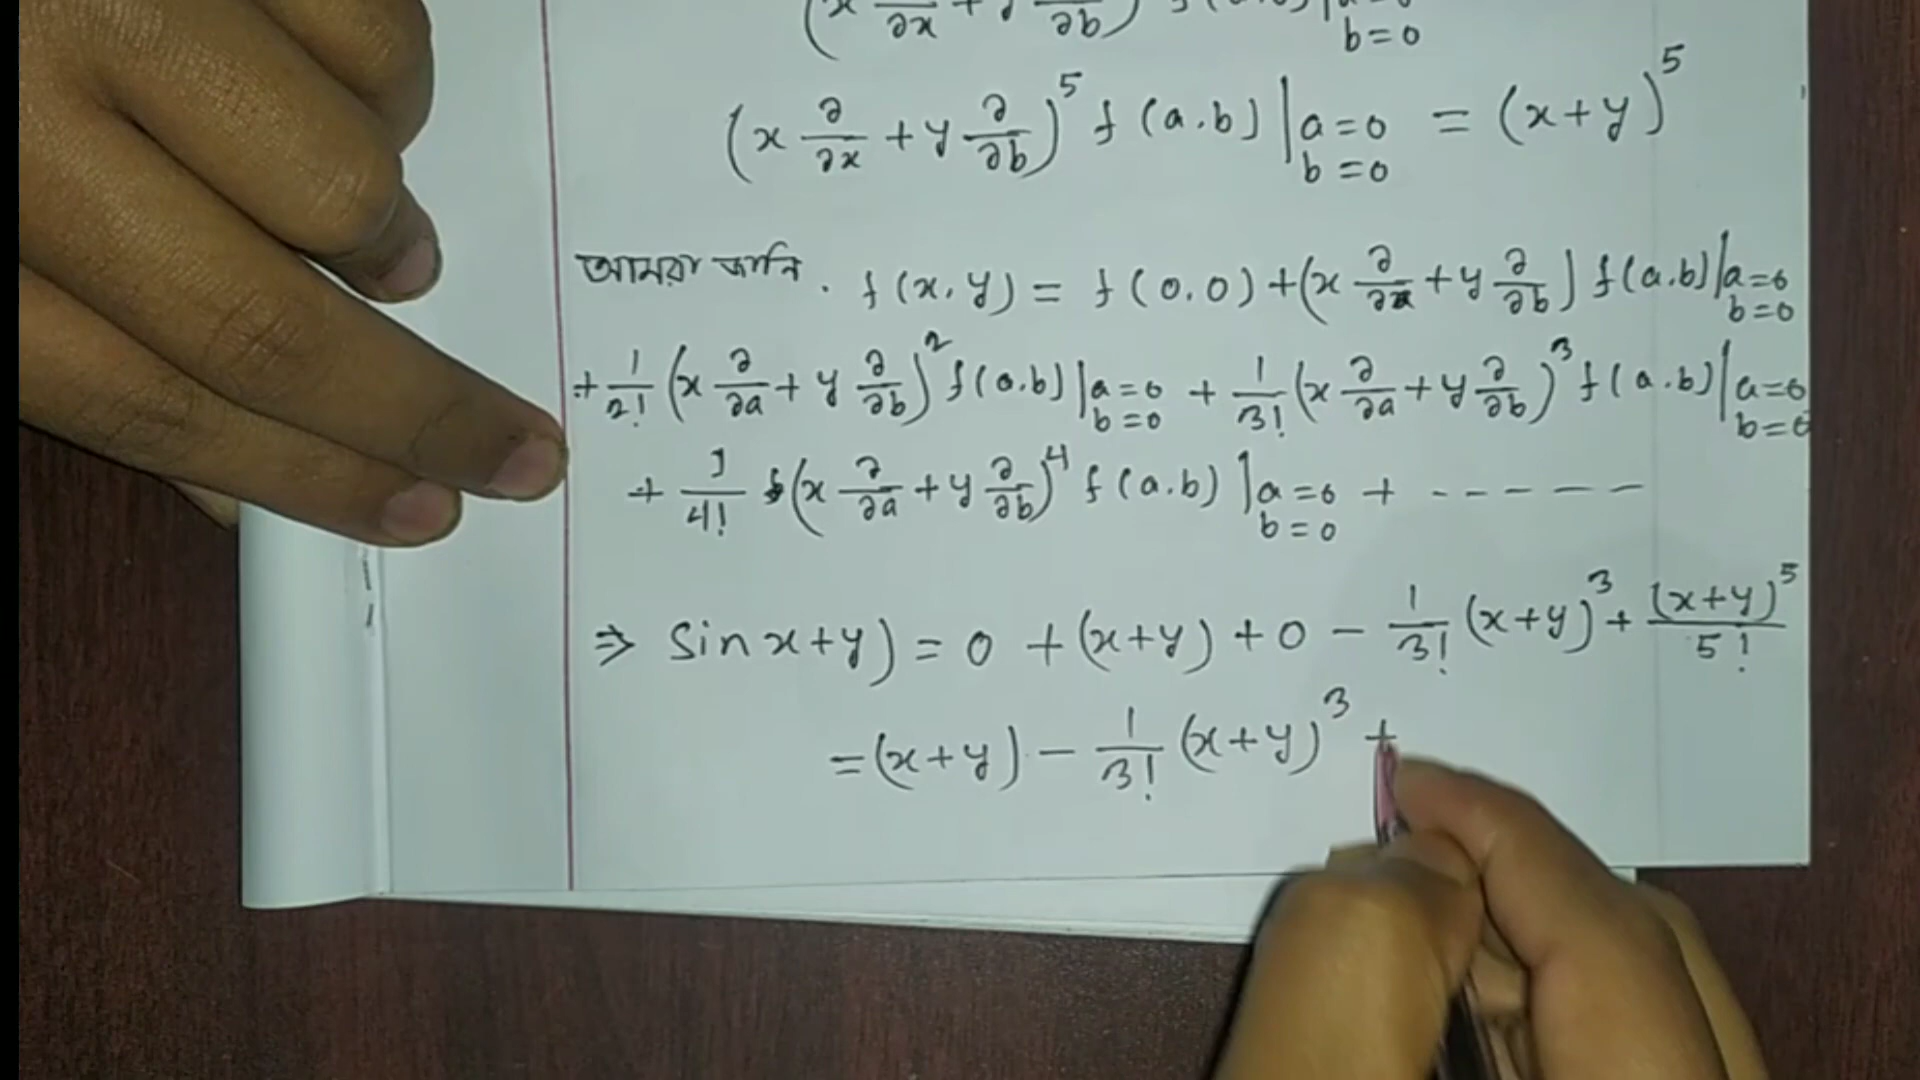 (x ∂/∂x + y ∂/∂b) f(a,b)| b=0
(x ∂/∂x + y ∂/∂b)^5 f(a.b)| a=0 b=0 = (x+y)^5
আমরা জানি. f(x,y) = f(0,0) + (x ∂/∂a + y ∂/∂b) f(a.b)| a=0 b=0
+ 1/2! (x ∂/∂a + y ∂/∂b)^2 f(a.b)| a=0 b=0 + 1/3! (x ∂/∂a + y ∂/∂b)^3 f(a.b)| a=0 b=0
+ 1/4! (x ∂/∂a + y ∂/∂b)^4 f(a.b)| a=0 b=0 + ------
⇒ Sin x+y) = 0 + (x+y) + 0 - 1/3! (x+y)^3 + (x+y)^5/5!
= (x+y) - 1/3! (x+y)^3 +